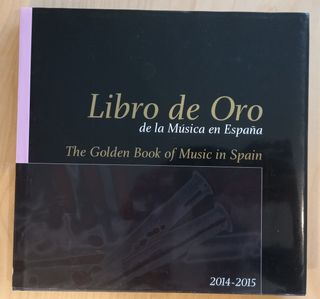 Libro de Oro
de la Música en España
The Golden Book of Music in Spain
2014-2015